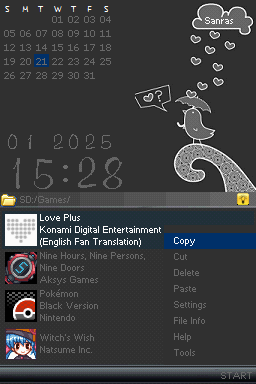 S M T W T F S
01 02 03 04
05 06 07 08 09 10 11
12 13 14 15 16 17 18
19 20 21 22 23 24 25
26 27 28 29 30 31
Sanras
?
01 2025
15:28
SD:/Games/
Love Plus
Konami Digital Entertainment
(English Fan Translation)
Nine Hours, Nine Persons,
Nine Doors
Aksys Games
Pokémon
Black Version
Nintendo
Witch's Wish
Natsume Inc.
Copy
Cut
Delete
Paste
Settings
File Info
Help
Tools
START